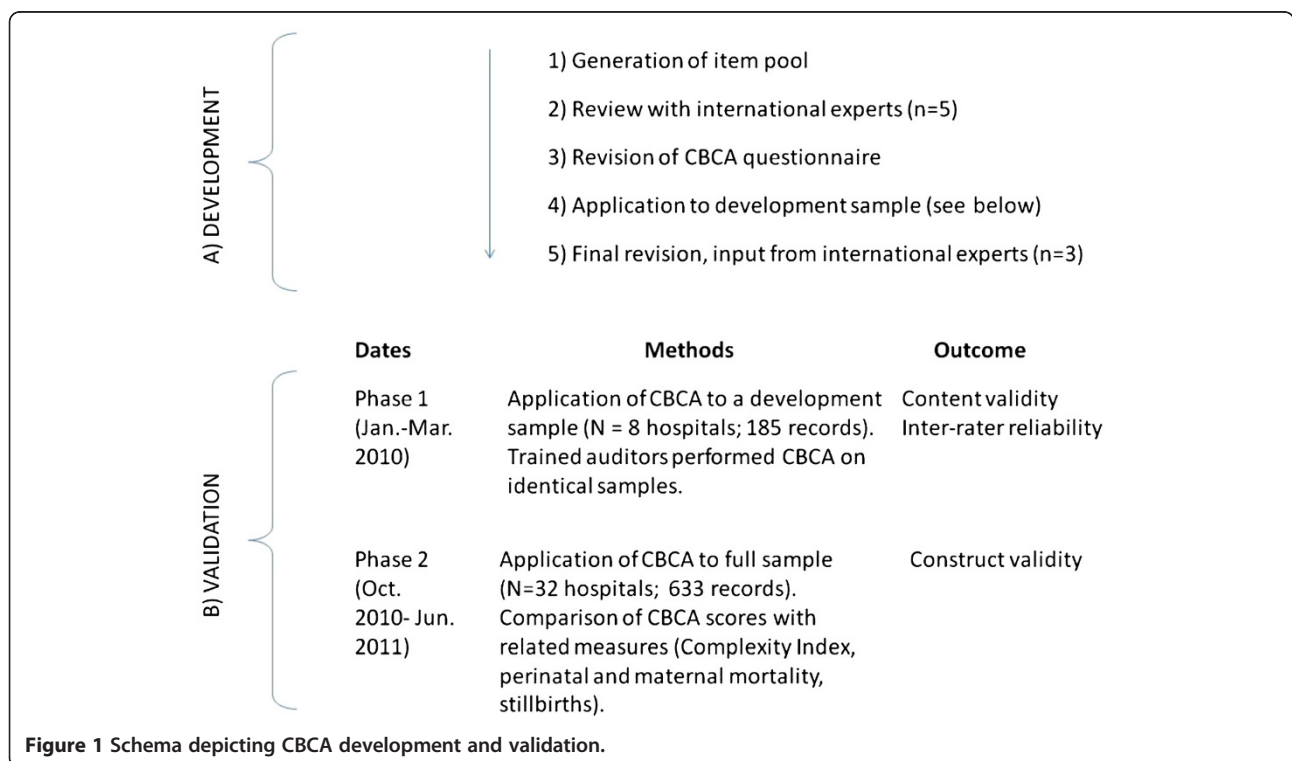 A) DEVELOPMENT
1) Generation of item pool
2) Review with international experts (n=5)
3) Revision of CBCA questionnaire
4) Application to development sample (see below)
5) Final revision, input from international experts (n=3)
B) VALIDATION
Dates Methods Outcome
Phase 1 Application of CBCA to a development Content validity
(Jan.-Mar. sample (N = 8 hospitals; 185 records). Inter-rater reliability
2010) Trained auditors performed CBCA on
identical samples.
Phase 2 Application of CBCA to full sample Construct validity
(Oct. (N=32 hospitals; 633 records).
2010- Jun. Comparison of CBCA scores with
2011) related measures (Complexity Index,
perinatal and maternal mortality,
stillbirths).
Figure 1 Schema depicting CBCA development and validation.